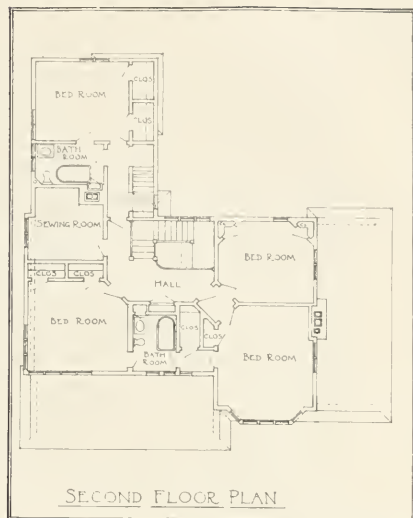 BED ROOM
CLOS
CLOS
BATH
ROOM
SEWING ROOM
CLOS
CLOS
BED ROOM
HALL
BED ROOM
CLOS
CLOS
BATH
ROOM
BED ROOM
SECOND FLOOR PLAN